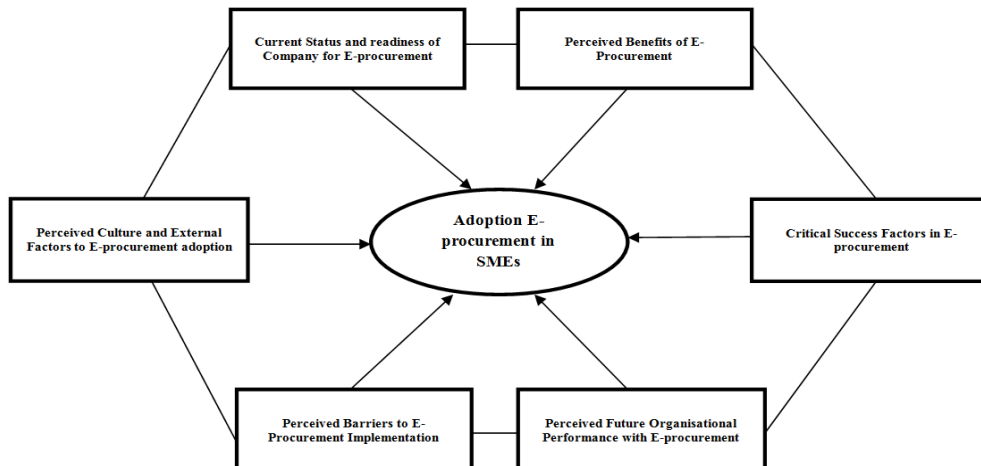 Current Status and readiness of
Company for E-procurement
Perceived Benefits of E-
Procurement
Perceived Culture and External
Factors to E-procurement adoption
Adoption E-
procurement in
SMEs
Critical Success Factors in E-
procurement
Perceived Barriers to E-
Procurement Implementation
Perceived Future Organisational
Performance with E-procurement